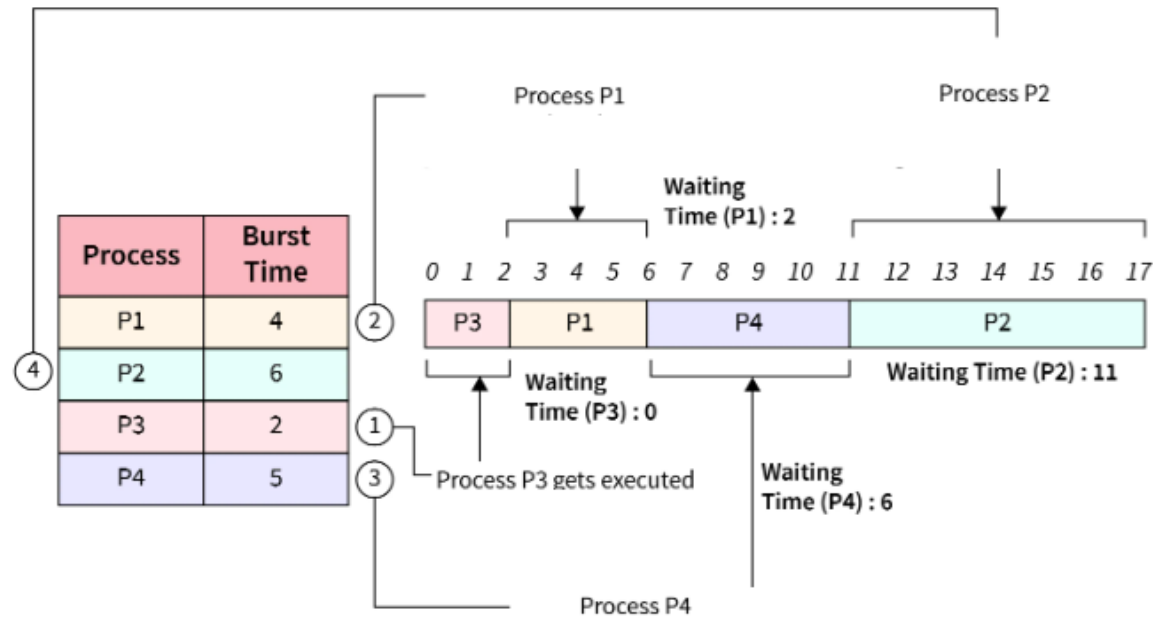 Process P1
Process P2
Waiting
Time (P1) : 2
Process
Burst
Time
P1 4
P2 6
P3 2
P4 5
4
2
1
3
0 1 2 3 4 5 6 7 8 9 10 11 12 13 14 15 16 17
P3 P1 P4 P2
Waiting
Time (P3) : 0
Waiting Time (P2) : 11
Process P3 gets executed
Waiting
Time (P4) : 6
Process P4